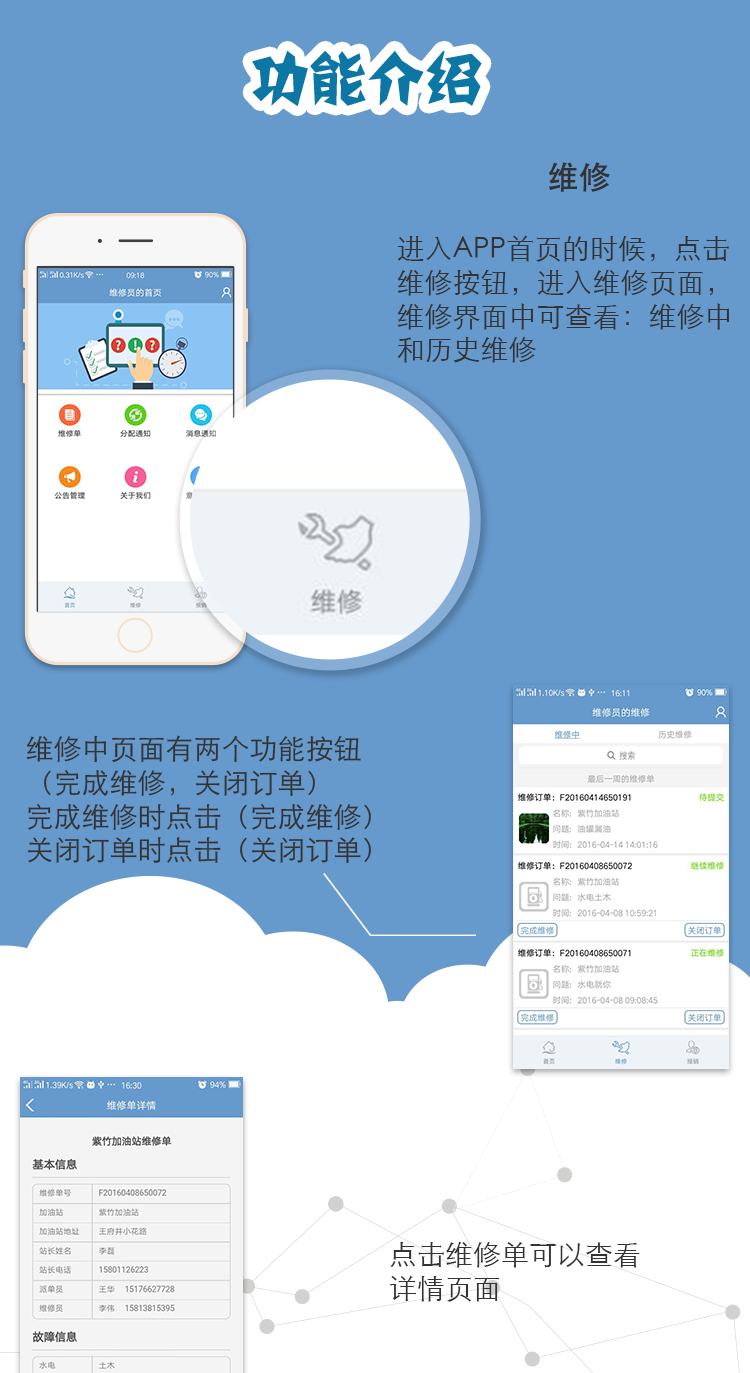 功能介绍
维修
进入APP首页的时候，点击
维修按钮，进入维修页面，
维修界面中可查看：维修中
和历史维修
0.31K/s ··· 09:18 90%
维修员的首页
维修单 分配通知 消息通知
公告管理 关于我们
首页 维修 报销
维修
维修中页面有两个功能按钮
（完成维修，关闭订单）
完成维修时点击（完成维修）
关闭订单时点击（关闭订单）
1.10K/s ··· 16:11 90%
维修员的维修
维修中 历史维修
搜索
最后一周的维修单
维修订单：F20160414650191 待提交
名称: 紫竹加油站
问题: 油罐漏油
时间: 2016-04-14 14:01:16
维修订单：F20160408650072 继续维修
名称: 紫竹加油站
问题: 水电土木
时间: 2016-04-08 10:59:21
完成维修 关闭订单
维修订单：F20160408650071 正在维修
名称: 紫竹加油站
问题: 水电就你
时间: 2016-04-08 09:08:45
完成维修 关闭订单
首页 维修 报销
1.39K/s ··· 16:30 94%
维修单详情
紫竹加油站维修单
基本信息
维修单号 F20160408650072
加油站 紫竹加油站
加油站地址 王府井小花路
站长姓名 李磊
站长电话 15801126223
派单员 王华 15176627728
维修员 李伟 15813815395
故障信息
水电 土木
点击维修单可以查看
详情页面